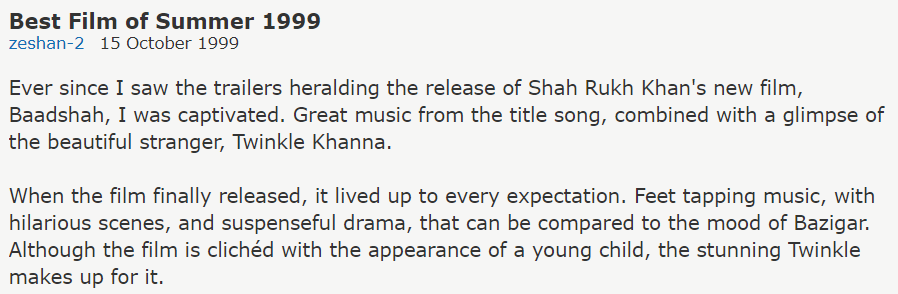 Best Film of Summer 1999
zeshan-2 15 October 1999
Ever since I saw the trailers heralding the release of Shah Rukh Khan's new film,
Baadshah, I was captivated. Great music from the title song, combined with a glimpse of
the beautiful stranger, Twinkle Khanna.
When the film finally released, it lived up to every expectation. Feet tapping music, with
hilarious scenes, and suspenseful drama, that can be compared to the mood of Bazigar.
Although the film is clichéd with the appearance of a young child, the stunning Twinkle
makes up for it.